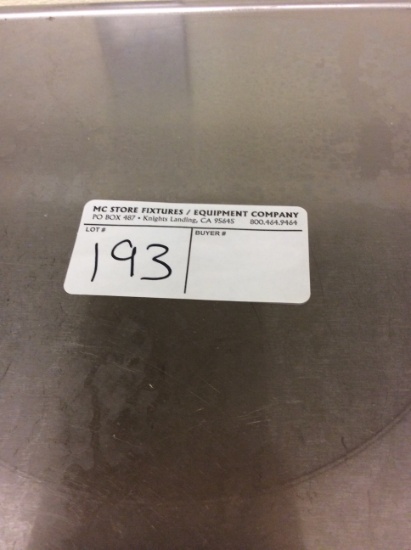 MC STORE FIXTURES / EQUIPMENT COMPANY
PO BOX 487 • Knights Landing, CA 95645 800.464.9464
LOT # BUYER #
193